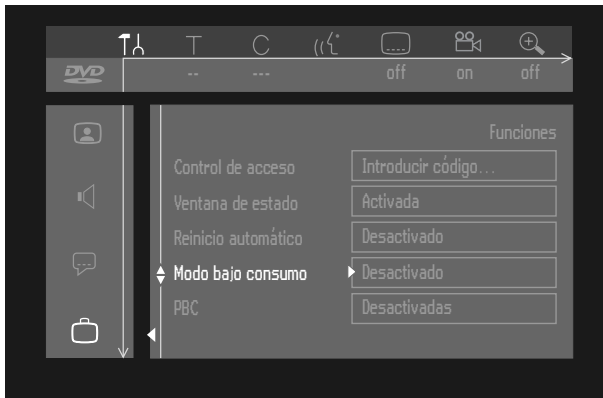 T C
DVD -- --- off on off
Funciones
Control de acceso Introducir código...
Ventana de estado Activada
Reinicio automático Desactivado
Modo bajo consumo Desactivado
PBC Desactivadas